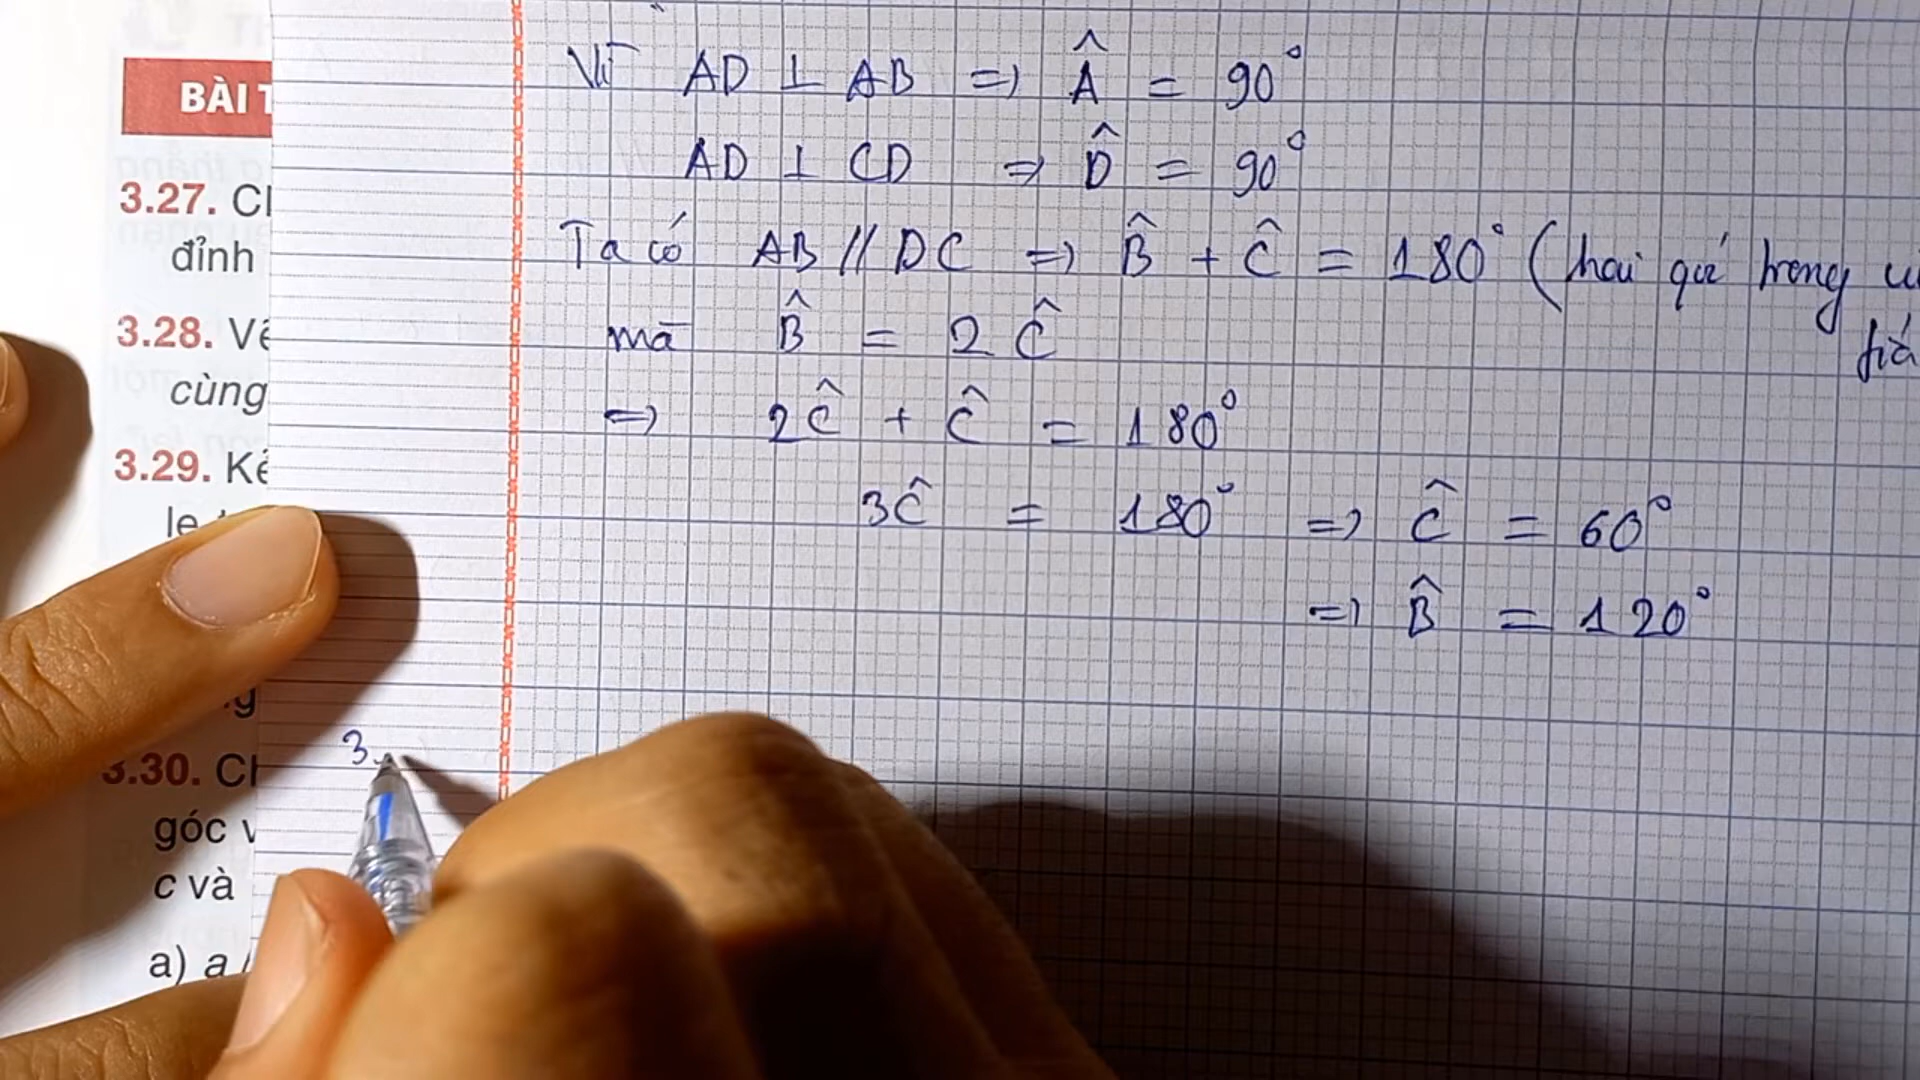 BÀI T
3.27. Cl
đỉnh
3.28. Vẽ
cùng
3.29. Kẻ
le
g
3.30. Cl
góc v
c và
a) a /
Vì AD ⊥ AB => Â = 90°
AD ⊥ CD => D̂ = 90°
Ta có AB // DC => B̂ + Ĉ = 180° (hai góc trong
mà B̂ = 2 Ĉ
=> 2Ĉ + Ĉ = 180°
3Ĉ = 180° => Ĉ = 60°
=> B̂ = 120°
3.